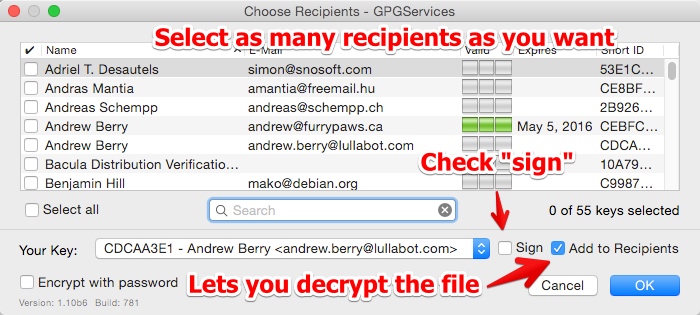 Choose Recipients - GPGServices
Select as many recipients as you want
✓ Name E-Mail Valid Expires Short ID
Adriel T. Desautels simon@snosoft.com 53E1C...
Andras Mantia amantia@freemail.hu CE8BF...
Andreas Schempp andreas@schempp.ch 2B926...
Andrew Berry andrew@furrypaws.ca May 5, 2016 CEBFC...
Andrew Berry andrew.berry@lullabot.com CDCA...
Bacula Distribution Verificatio... 10A79...
Benjamin Hill mako@debian.org C9987...
Check "sign"
Select all Search 0 of 55 keys selected
Your Key: CDCAA3E1 - Andrew Berry <andrew.berry@lullabot.com> Sign Add to Recipients
Encrypt with password Lets you decrypt the file Cancel OK
Version: 1.10b6 Build: 781